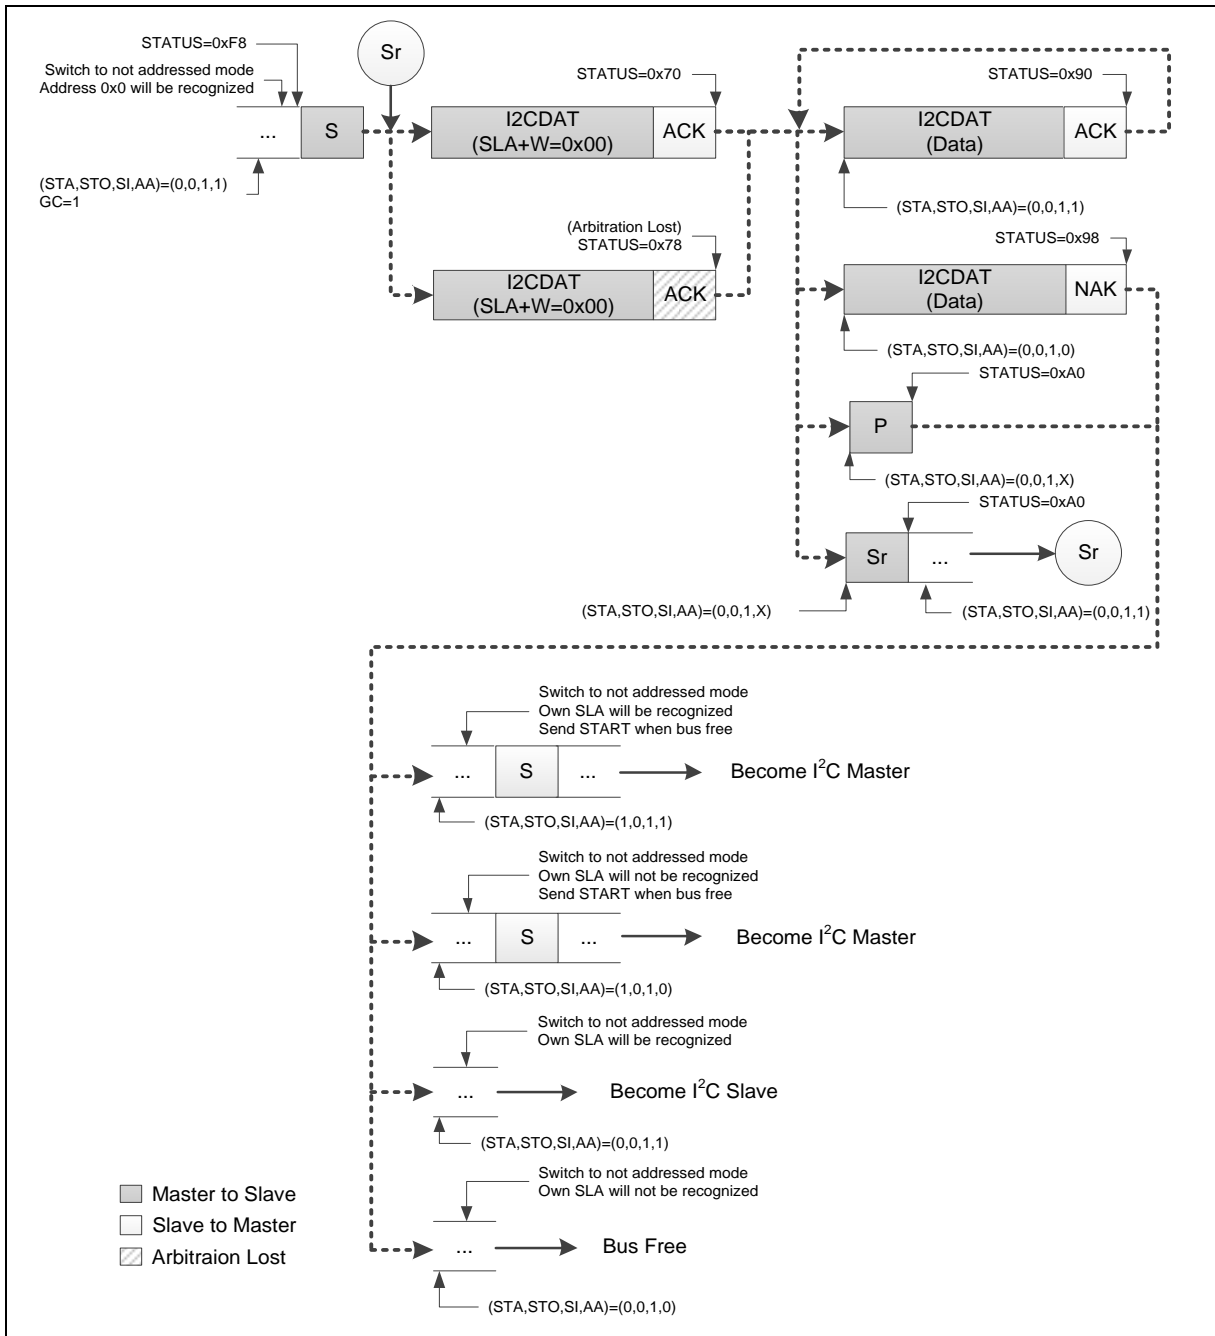 STATUS=0xF8
Sr
Switch to not addressed mode
Address 0x0 will be recognized
STATUS=0x70
STATUS=0x90
...
S
I2CDAT
(SLA+W=0x00)
ACK
I2CDAT
(Data)
ACK
(STA,STO,SI,AA)=(0,0,1,1)
GC=1
(STA,STO,SI,AA)=(0,0,1,1)
(Arbitration Lost)
STATUS=0x78
STATUS=0x98
I2CDAT
(SLA+W=0x00)
ACK
I2CDAT
(Data)
NAK
(STA,STO,SI,AA)=(0,0,1,0)
STATUS=0xA0
P
(STA,STO,SI,AA)=(0,0,1,X)
STATUS=0xA0
Sr
...
Sr
(STA,STO,SI,AA)=(0,0,1,X)
(STA,STO,SI,AA)=(0,0,1,1)
Switch to not addressed mode
Own SLA will be recognized
Send START when bus free
...
S
...
Become I²C Master
(STA,STO,SI,AA)=(1,0,1,1)
Switch to not addressed mode
Own SLA will not be recognized
Send START when bus free
...
S
...
Become I²C Master
(STA,STO,SI,AA)=(1,0,1,0)
Switch to not addressed mode
Own SLA will be recognized
...
Become I²C Slave
(STA,STO,SI,AA)=(0,0,1,1)
Switch to not addressed mode
Own SLA will not be recognized
...
Bus Free
(STA,STO,SI,AA)=(0,0,1,0)
Master to Slave
Slave to Master
Arbitraion Lost